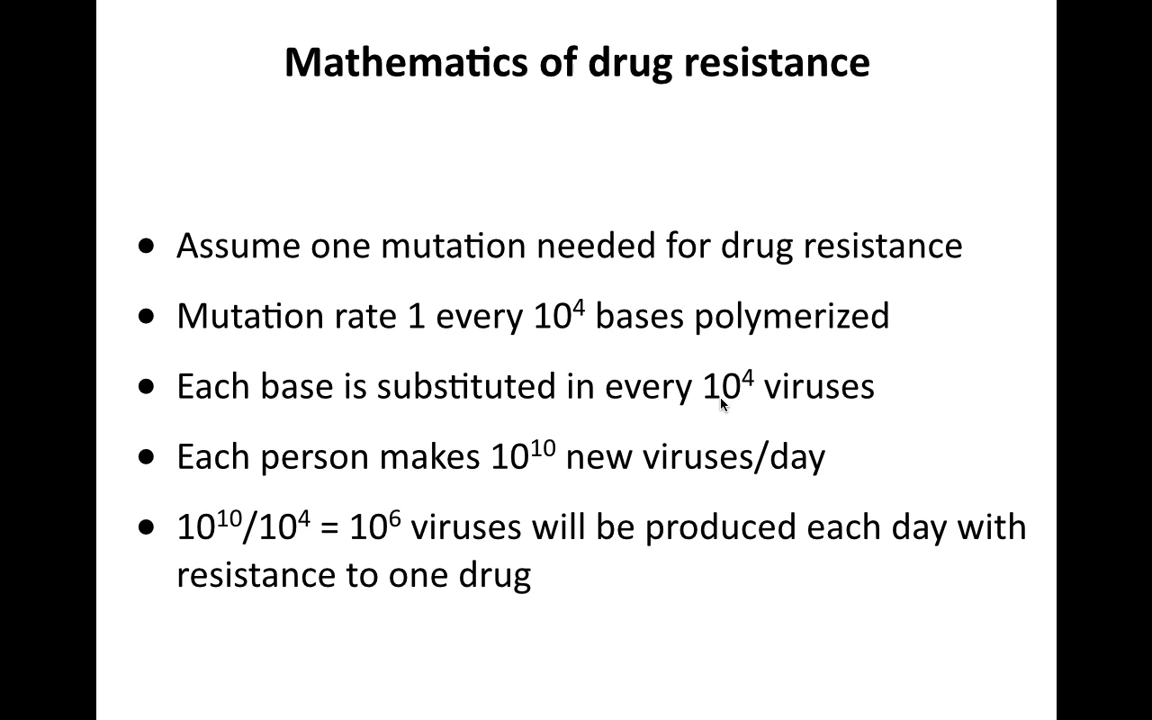 Mathematics of drug resistance
● Assume one mutation needed for drug resistance
● Mutation rate 1 every 10⁴ bases polymerized
● Each base is substituted in every 10⁴ viruses
● Each person makes 10¹⁰ new viruses/day
● 10¹⁰/10⁴ = 10⁶ viruses will be produced each day with
resistance to one drug